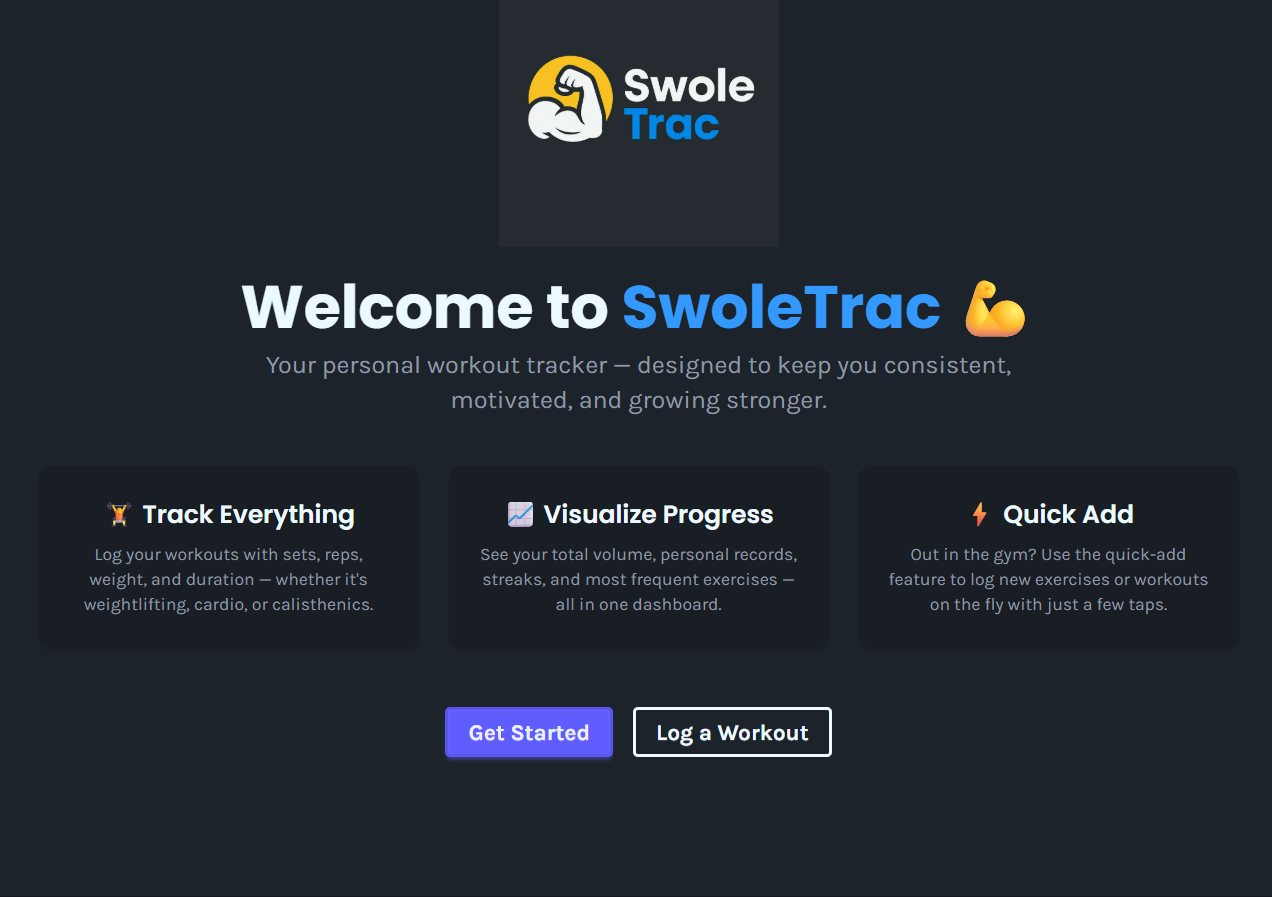 Swole
Trac
Welcome to SwoleTrac 💪
Your personal workout tracker — designed to keep you consistent,
motivated, and growing stronger.
🏋️ Track Everything
Log your workouts with sets, reps,
weight, and duration — whether it's
weightlifting, cardio, or calisthenics.
📈 Visualize Progress
See your total volume, personal records,
streaks, and most frequent exercises —
all in one dashboard.
⚡ Quick Add
Out in the gym? Use the quick-add
feature to log new exercises or workouts
on the fly with just a few taps.
Get Started
Log a Workout